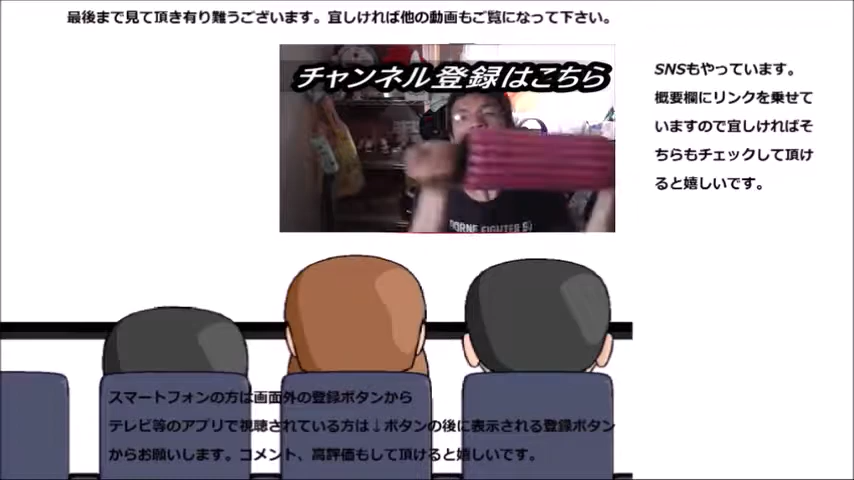 最後まで見て頂き有り難うございます。宜しければ他の動画もご覧になって下さい。
チャンネル登録はこちら
SNSもやっています。
概要欄にリンクを乗せて
いますので宜しければそ
ちらもチェックして頂け
ると嬉しいです。
スマートフォンの方は画面外の登録ボタンから
テレビ等のアプリで視聴されている方は↓ボタンの後に表示される登録ボタン
からお願いします。コメント、高評価もして頂けると嬉しいです。